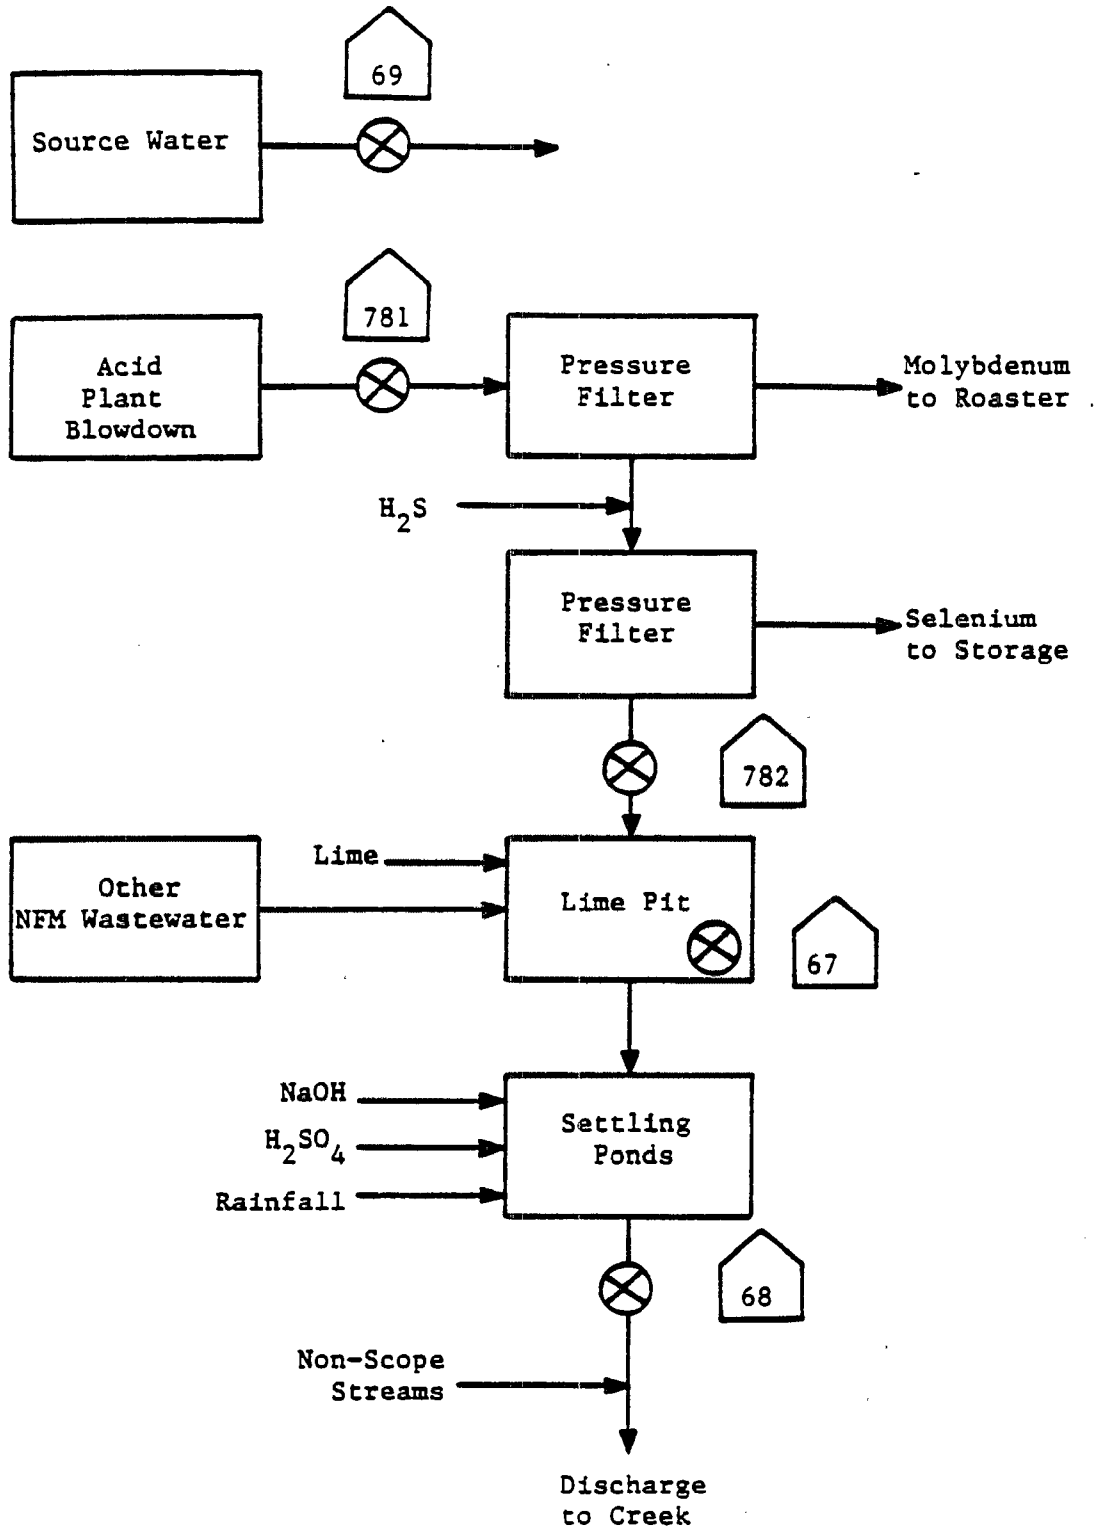 69
Source Water
781
Acid
Plant
Blowdown
Pressure
Filter
Molybdenum
to Roaster
H2S
Pressure
Filter
Selenium
to Storage
782
Lime
Other
NFM Wastewater
Lime Pit
67
NaOH
H2SO4
Rainfall
Settling
Ponds
68
Non-Scope
Streams
Discharge
to Creek